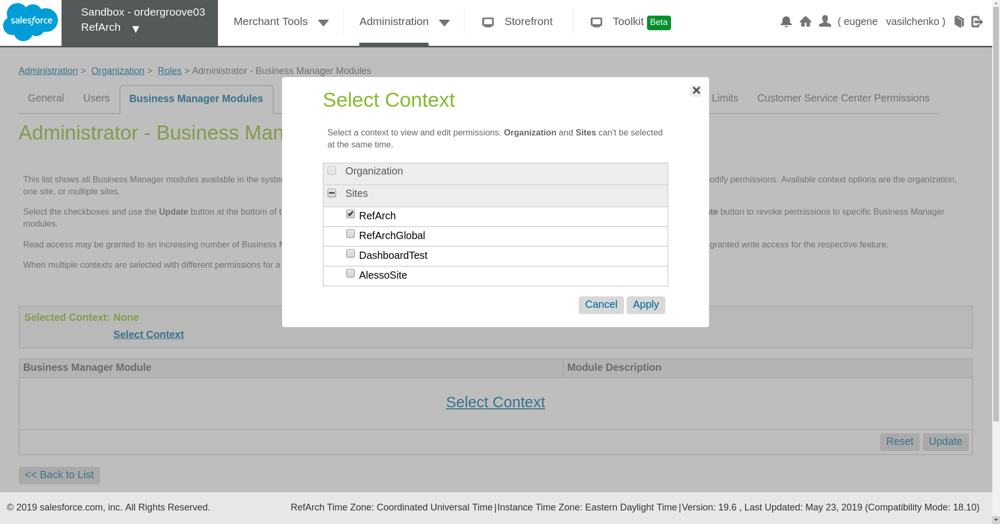 salesforce
Sandbox - ordergroove03
RefArch ▼
Merchant Tools
Administration
Storefront
Toolkit Beta
( eugene vasilchenko )
Administration > Organization > Roles > Administrator - Business Manager Modules
General
Users
Business Manager Modules
Limits
Customer Service Center Permissions
Administrator - Business Man
This list shows all Business Manager modules available in the
one site, or multiple sites.
modify permissions. Available context options are the organization,
Select the checkboxes and use the Update button at the bottom of
button to revoke permissions to specific Business Manager
modules.
Read access may be granted to an increasing number of Business
granted write access for the respective feature.
When multiple contexts are selected with different permissions for a
Select Context
Select a context to view and edit permissions. Organization and Sites can't be selected
at the same time.
Organization
Sites
RefArch
RefArchGlobal
DashboardTest
AlessoSite
Cancel
Apply
Selected Context: None
Select Context
Business Manager Module
Module Description
Select Context
Reset
Update
<< Back to List
© 2019 salesforce.com, inc. All Rights Reserved.
RefArch Time Zone: Coordinated Universal Time|Instance Time Zone: Eastern Daylight Time|Version: 19.6 , Last Updated: May 23, 2019 (Compatibility Mode: 18.10)